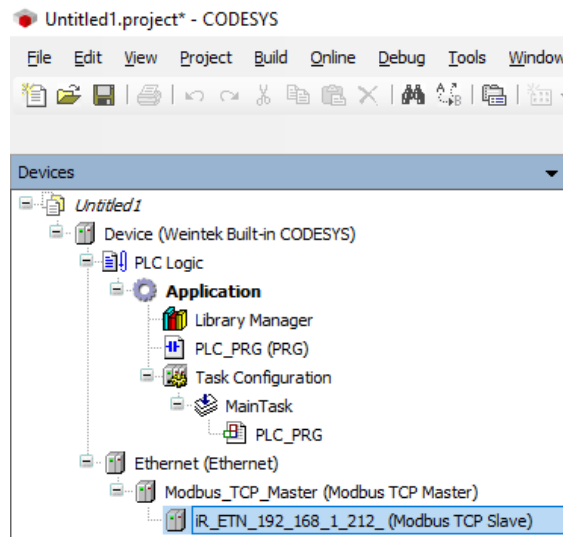 Untitled1.project* - CODESYS
File Edit View Project Build Online Debug Tools Window
Devices
Untitled1
Device (Weintek Built-in CODESYS)
PLC Logic
Application
Library Manager
PLC_PRG (PRG)
Task Configuration
MainTask
PLC_PRG
Ethernet (Ethernet)
Modbus_TCP_Master (Modbus TCP Master)
iR_ETN_192_168_1_212_ (Modbus TCP Slave)